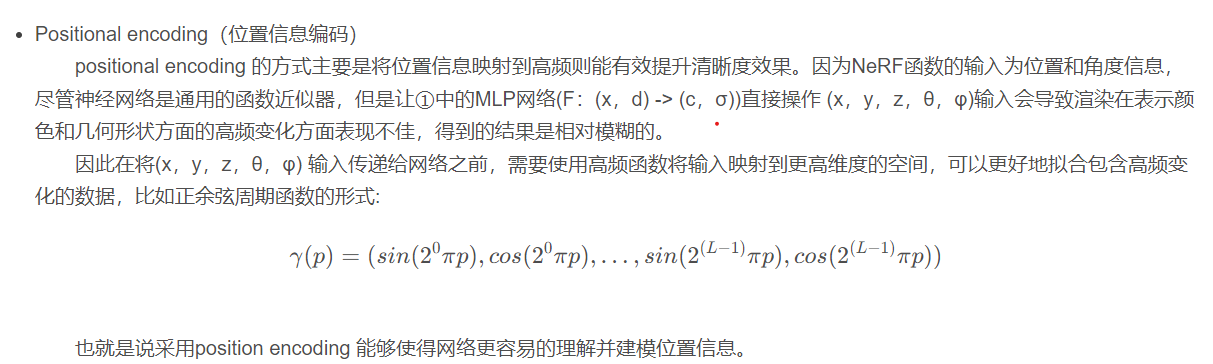 • Positional encoding（位置信息编码）
positional encoding 的方式主要是将位置信息映射到高频则能有效提升清晰度效果。因为NeRF函数的输入为位置和角度信息，
尽管神经网络是通用的函数近似器，但是让①中的MLP网络(F：(x，d) -> (c，σ))直接操作 (x，y，z，θ，φ)输入会导致渲染在表示颜
色和几何形状方面的高频变化方面表现不佳，得到的结果是相对模糊的。
因此在将(x，y，z，θ，φ) 输入传递给网络之前，需要使用高频函数将输入映射到更高维度的空间，可以更好地拟合包含高频变
化的数据，比如正余弦周期函数的形式:
γ(p) = (sin(2⁰πp), cos(2⁰πp), . . . , sin(2^(L−1)πp), cos(2^(L−1)πp))
也就是说采用position encoding 能够使得网络更容易的理解并建模位置信息。